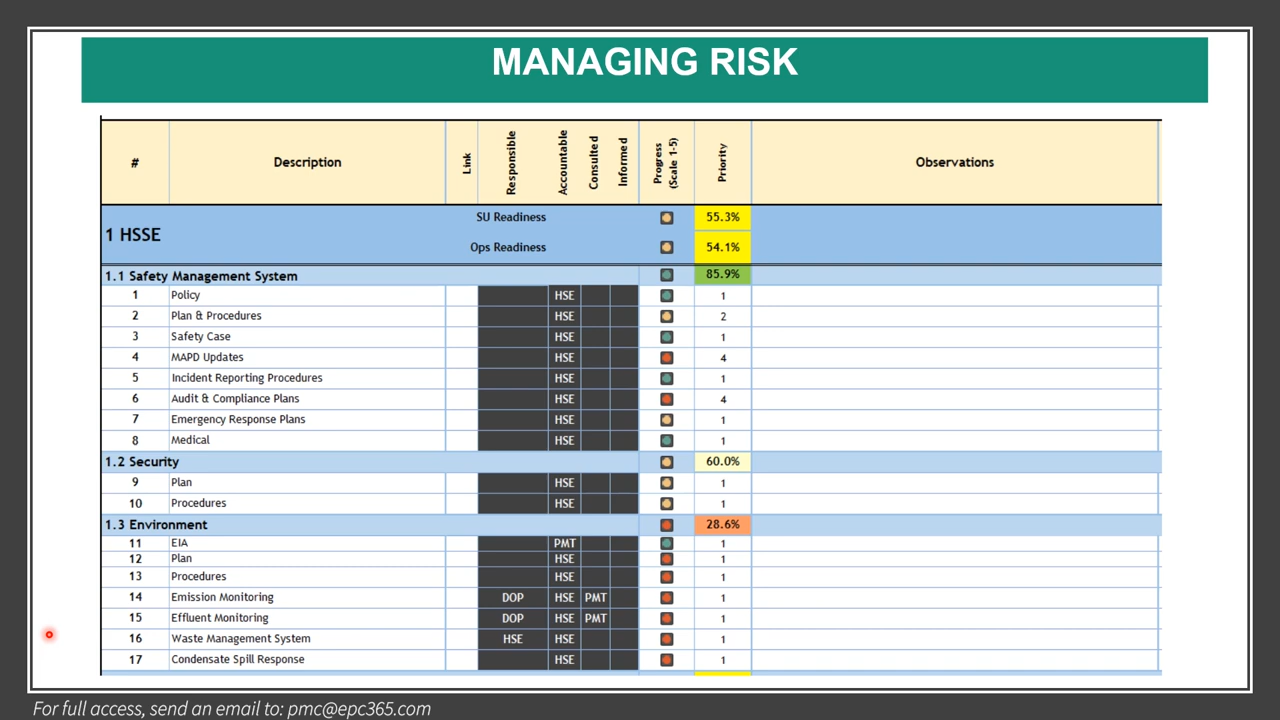 MANAGING RISK
# Description Link Responsible Accountable Consulted Informed Progress (Scale 1-5) Priority Observations
1 HSSE
SU Readiness 55.3%
Ops Readiness 54.1%
1.1 Safety Management System 85.9%
1 Policy HSE 1
2 Plan & Procedures HSE 2
3 Safety Case HSE 1
4 MAPD Updates HSE 4
5 Incident Reporting Procedures HSE 1
6 Audit & Compliance Plans HSE 4
7 Emergency Response Plans HSE 1
8 Medical HSE 1
1.2 Security 60.0%
9 Plan HSE 1
10 Procedures HSE 1
1.3 Environment 28.6%
11 EIA PMT 1
12 Plan HSE 1
13 Procedures HSE 1
14 Emission Monitoring DOP HSE PMT 1
15 Effluent Monitoring DOP HSE PMT 1
16 Waste Management System HSE HSE 1
17 Condensate Spill Response HSE 1
For full access, send an email to: pmc@epc365.com